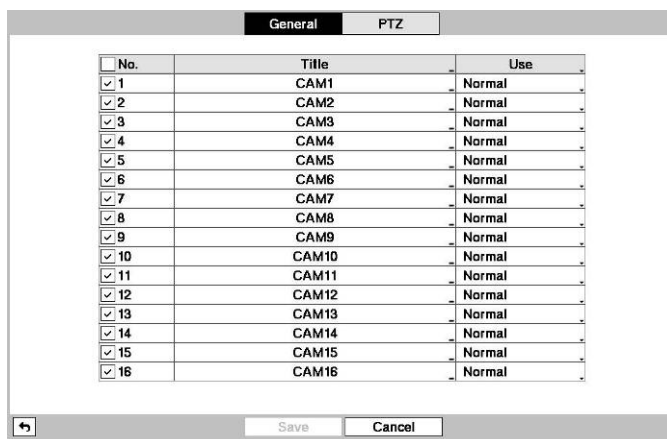 General PTZ
No. Title Use
1 CAM1 Normal
2 CAM2 Normal
3 CAM3 Normal
4 CAM4 Normal
5 CAM5 Normal
6 CAM6 Normal
7 CAM7 Normal
8 CAM8 Normal
9 CAM9 Normal
10 CAM10 Normal
11 CAM11 Normal
12 CAM12 Normal
13 CAM13 Normal
14 CAM14 Normal
15 CAM15 Normal
16 CAM16 Normal
Save Cancel